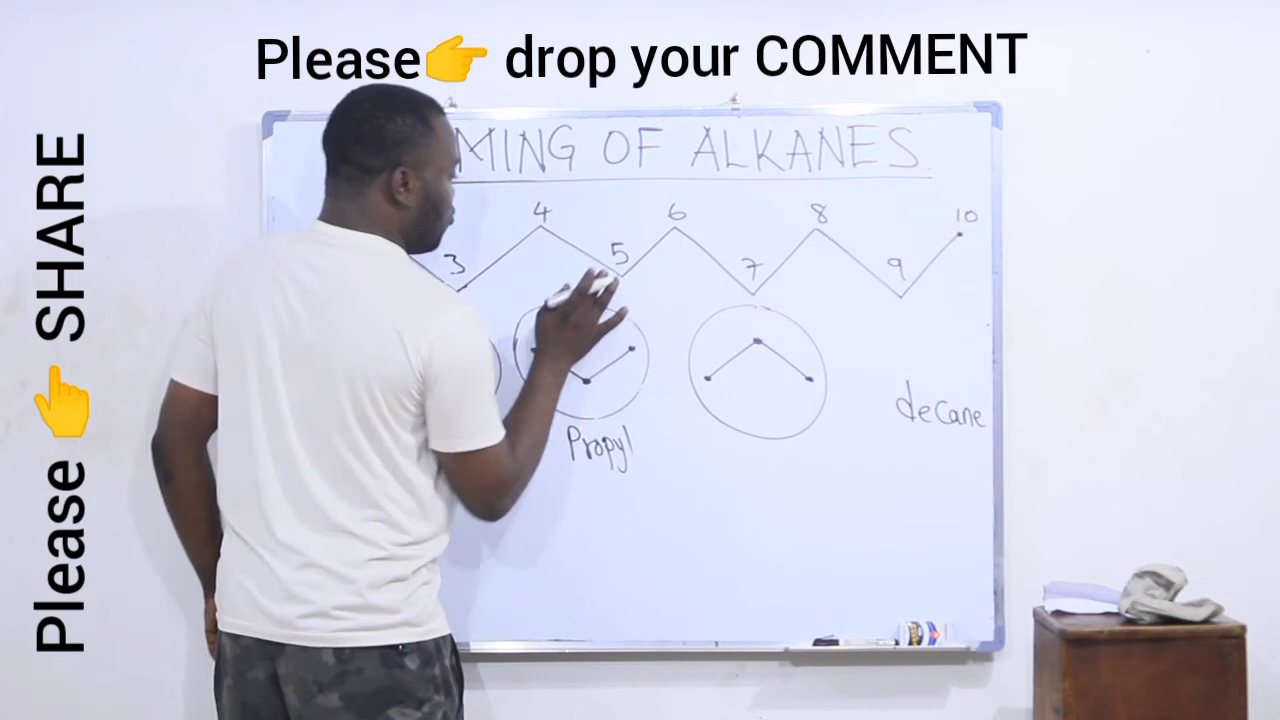 Please👉 drop your COMMENT
Please 👆 SHARE
MING OF ALKANES.
3 4 5 6 7 8 9 10
Propyl
decane